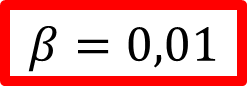 β = 0,01